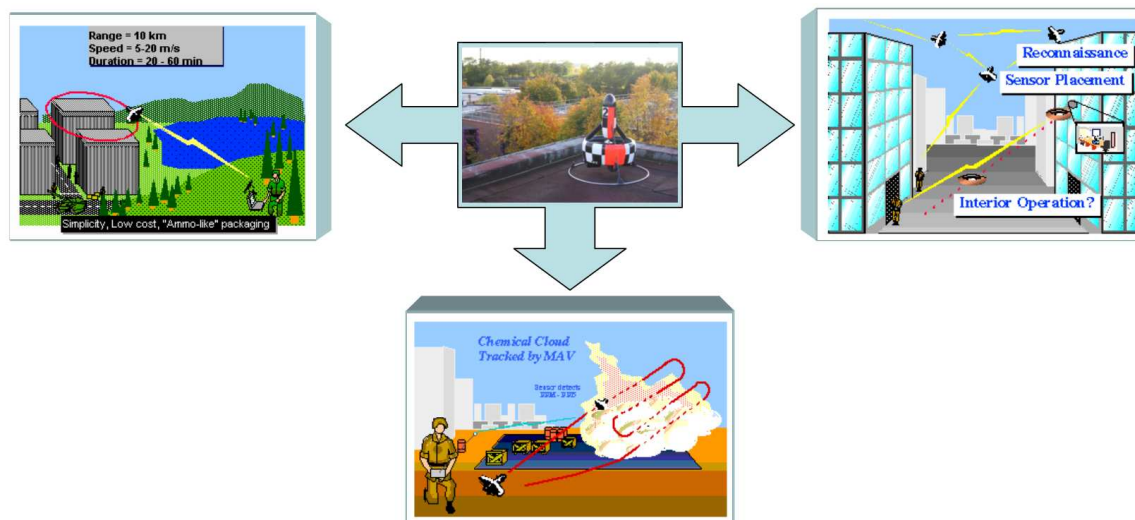 Range = 10 km
Speed = 5-20 m/s
Duration = 20 - 60 min
Simplicity, Low cost, "Ammo-like" packaging
Reconnaissance
Sensor Placement
Interior Operation?
Chemical Cloud
Tracked by MAV
Sensor detects